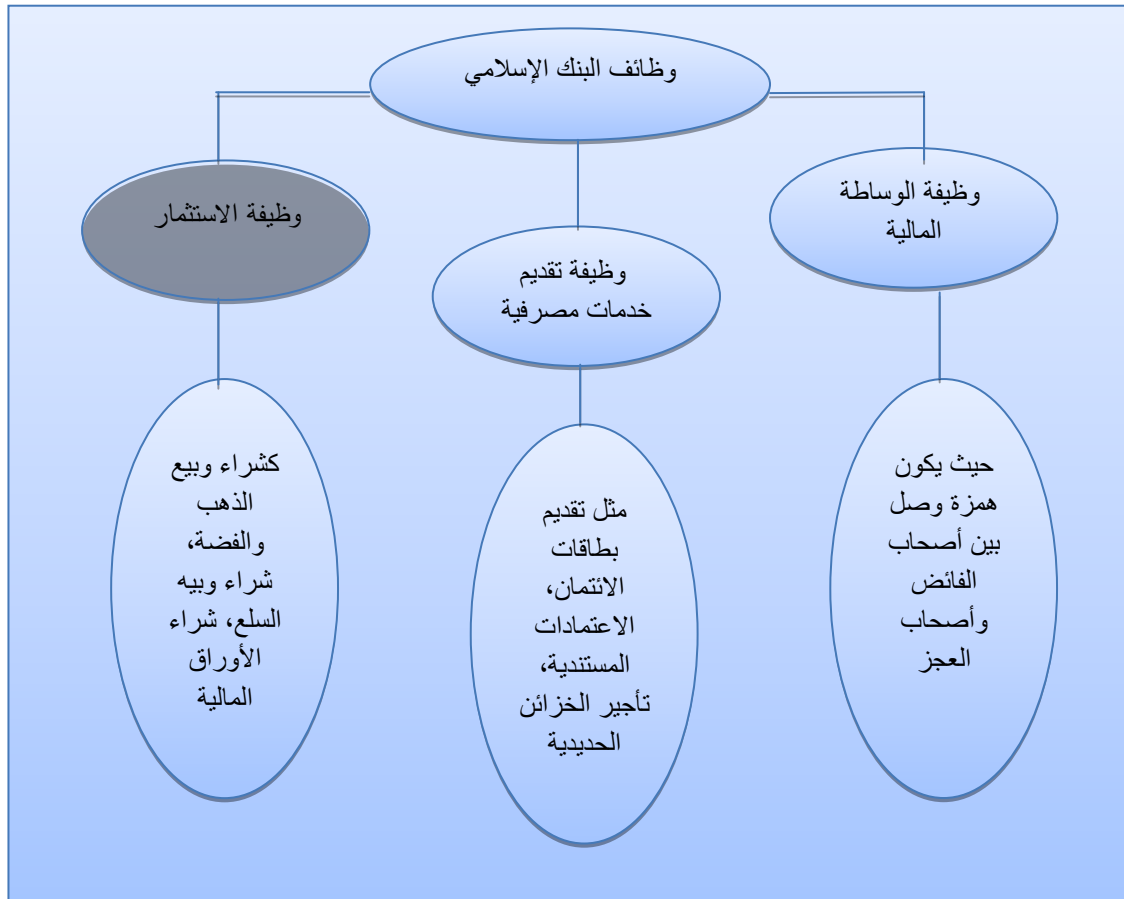 وظائف البنك الإسلامي
وظيفة الوساطة
المالية
وظيفة تقديم
خدمات مصرفية
وظيفة الاستثمار
حيث يكون
همزة وصل
بين أصحاب
الفائض
وأصحاب
العجز
مثل تقديم
بطاقات
الائتمان،
الاعتمادات
المستندية،
تأجير الخزائن
الحديدية
كشراء وبيع
الذهب
والفضة،
شراء وبيه
السلع، شراء
الأوراق
المالية